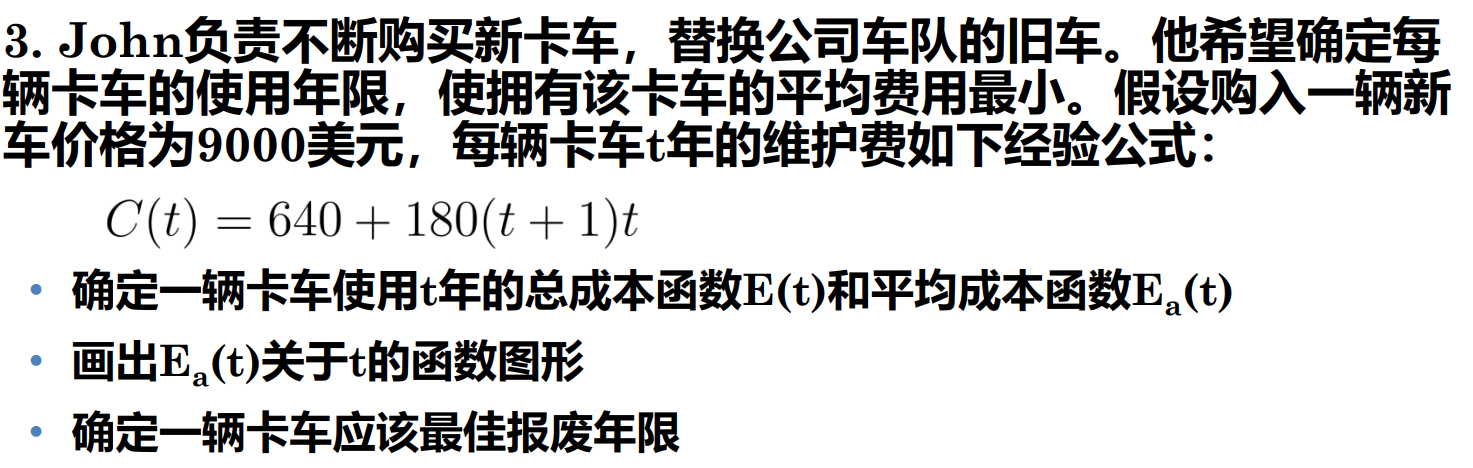 3. John负责不断购买新卡车，替换公司车队的旧车。他希望确定每
辆卡车的使用年限，使拥有该卡车的平均费用最小。假设购入一辆新
车价格为9000美元，每辆卡车t年的维护费如下经验公式：
C(t) = 640 + 180(t + 1)t
• 确定一辆卡车使用t年的总成本函数E(t)和平均成本函数Eₐ(t)
• 画出Eₐ(t)关于t的函数图形
• 确定一辆卡车应该最佳报废年限